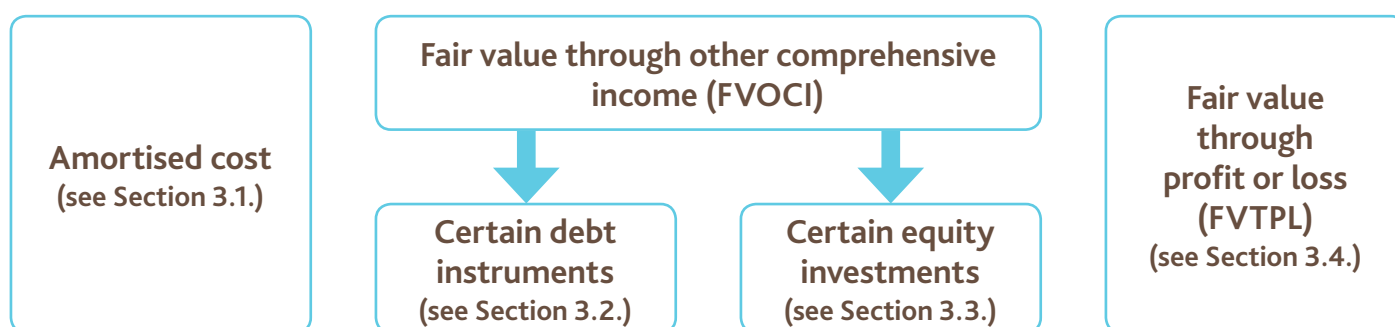 Amortised cost
(see Section 3.1.)
Fair value through other comprehensive
income (FVOCI)
Certain debt
instruments
(see Section 3.2.)
Certain equity
investments
(see Section 3.3.)
Fair value
through
profit or loss
(FVTPL)
(see Section 3.4.)